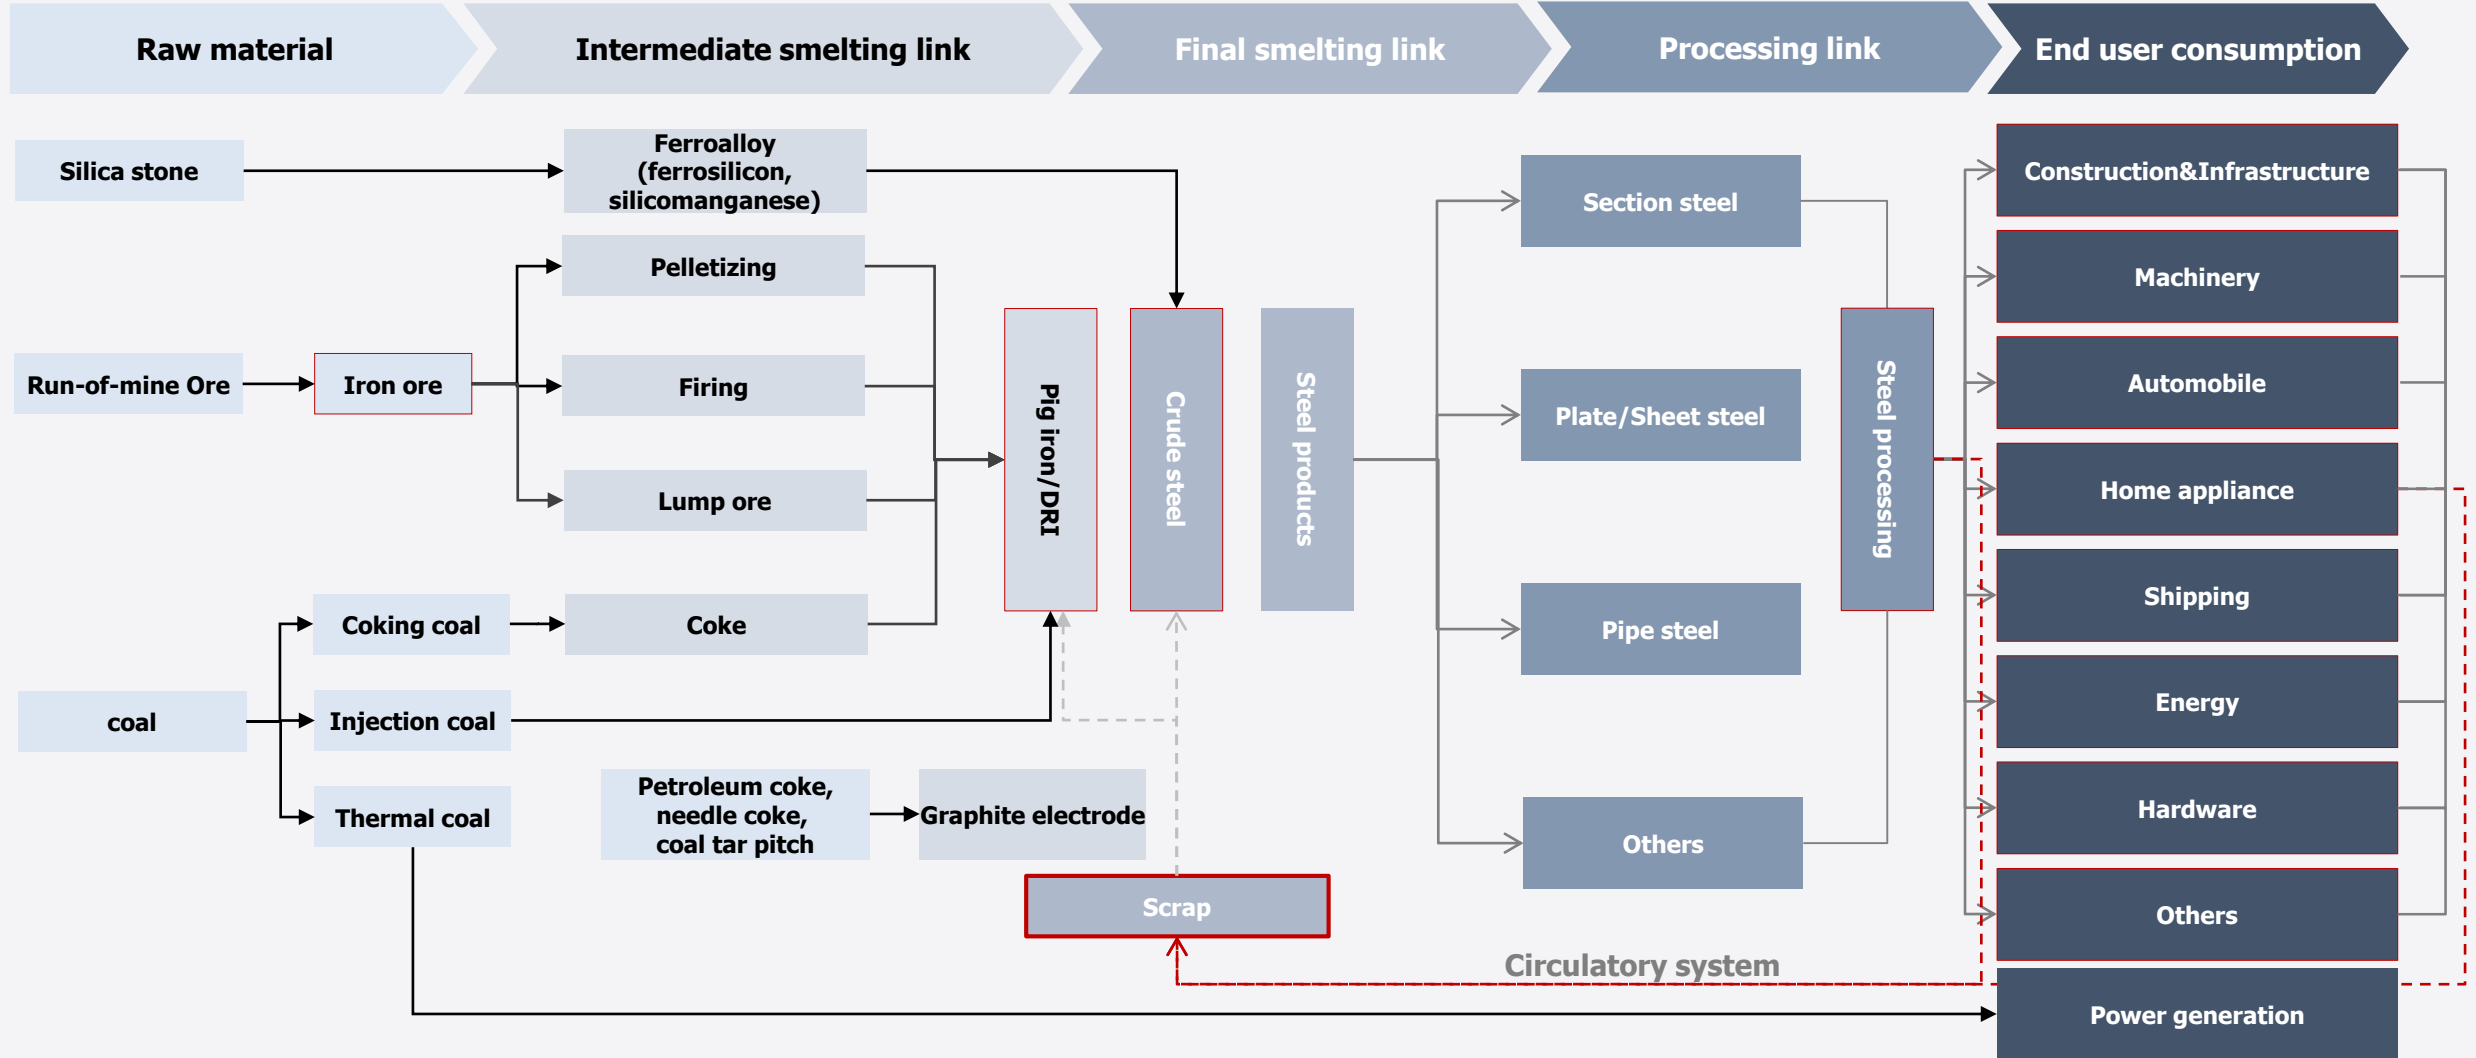 Raw material
Intermediate smelting link
Final smelting link
Processing link
End user consumption
Silica stone
Ferroalloy
(ferrosilicon,
silicomanganese)
Pelletizing
Run-of-mine Ore
Iron ore
Firing
Lump ore
coal
Coking coal
Coke
Injection coal
Thermal coal
Petroleum coke,
needle coke,
coal tar pitch
Graphite electrode
Pig iron/DRI
Crude steel
Steel products
Scrap
Section steel
Plate/Sheet steel
Pipe steel
Others
Steel processing
Construction&Infrastructure
Machinery
Automobile
Home appliance
Shipping
Energy
Hardware
Others
Circulatory system
Power generation